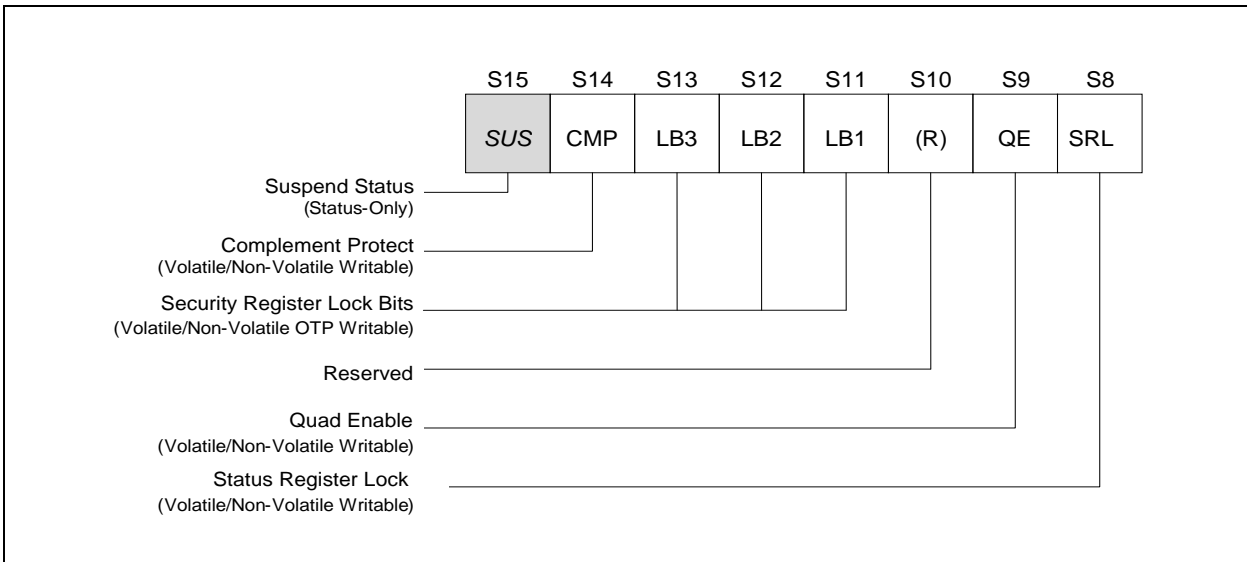 S15 S14 S13 S12 S11 S10 S9 S8
SUS CMP LB3 LB2 LB1 (R) QE SRL
Suspend Status
(Status-Only)
Complement Protect
(Volatile/Non-Volatile Writable)
Security Register Lock Bits
(Volatile/Non-Volatile OTP Writable)
Reserved
Quad Enable
(Volatile/Non-Volatile Writable)
Status Register Lock
(Volatile/Non-Volatile Writable)